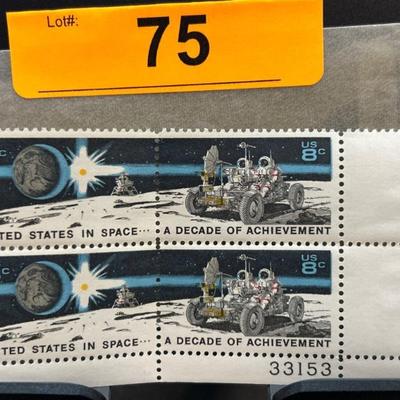 Lot#:
75
c US 8c
TED STATES IN SPACE... A DECADE OF ACHIEVEMENT
c US 8c
TED STATES IN SPACE... A DECADE OF ACHIEVEMENT
33153